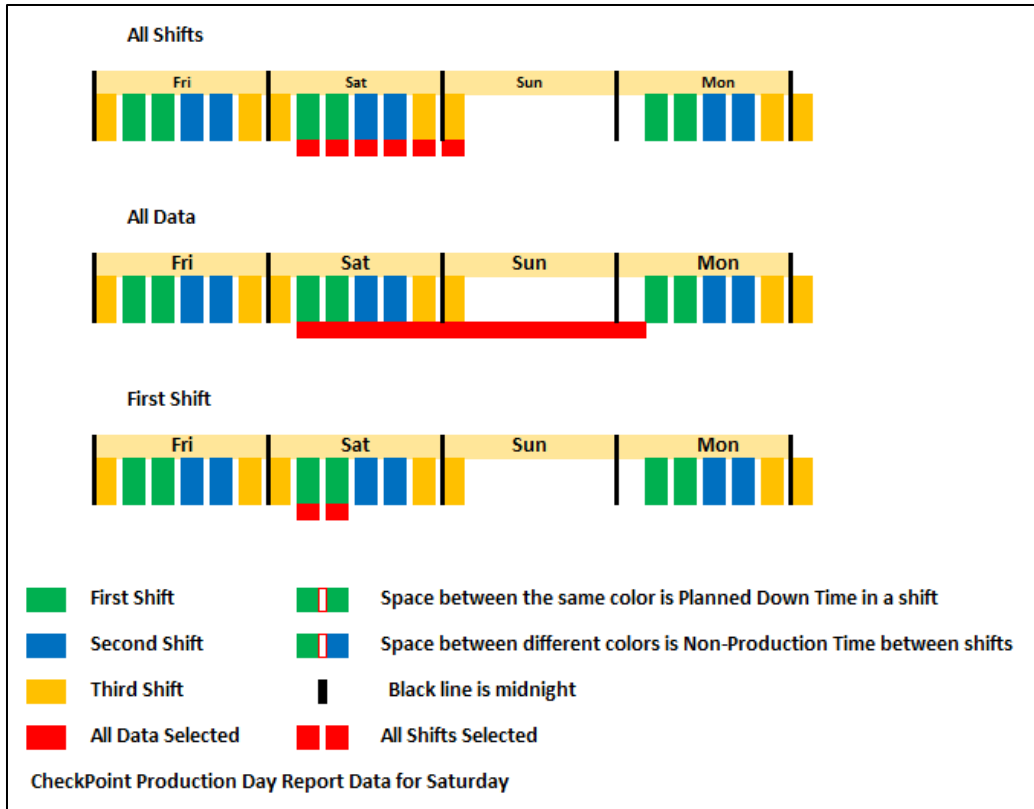 All Shifts
Fri Sat Sun Mon
All Data
Fri Sat Sun Mon
First Shift
Fri Sat Sun Mon
First Shift Space between the same color is Planned Down Time in a shift
Second Shift Space between different colors is Non-Production Time between shifts
Third Shift Black line is midnight
All Data Selected All Shifts Selected
CheckPoint Production Day Report Data for Saturday